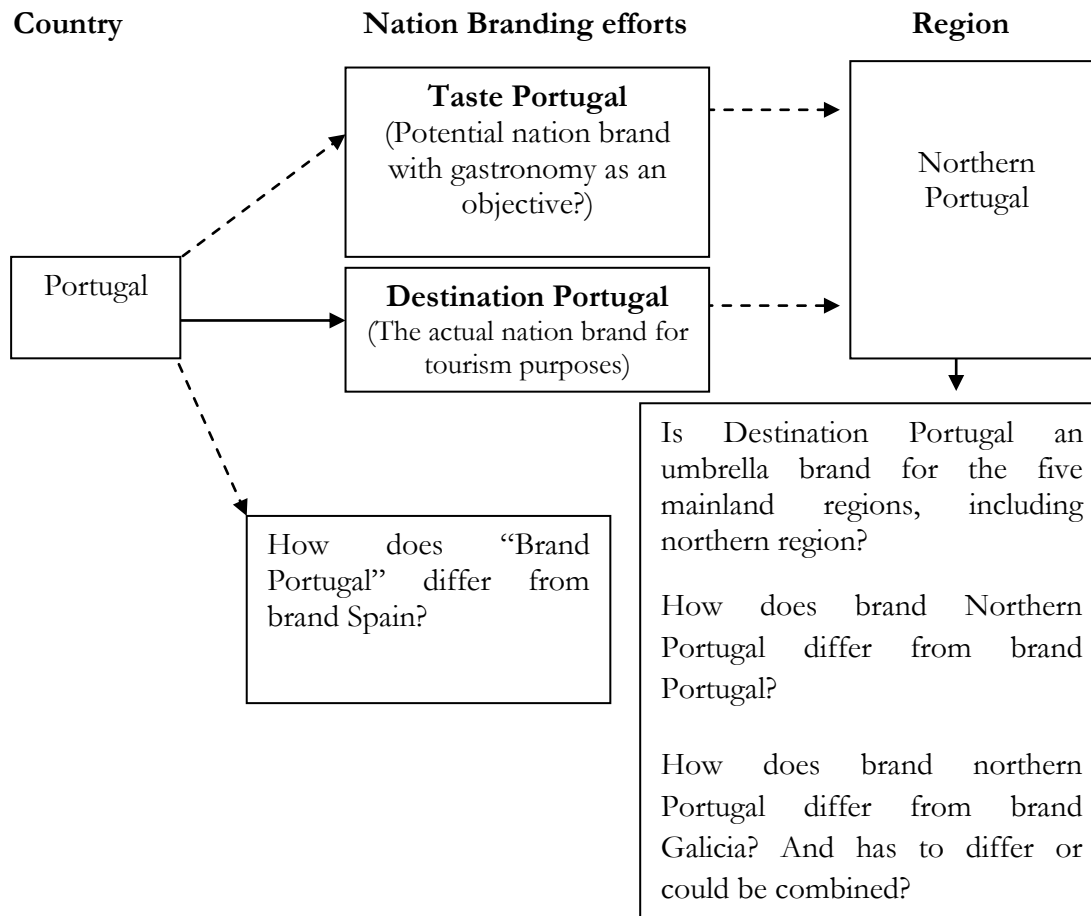 Country
Nation Branding efforts
Region
Taste Portugal
(Potential nation brand
with gastronomy as an
objective?)
Northern
Portugal
Portugal
Destination Portugal
(The actual nation brand for
tourism purposes)
How does “Brand
Portugal” differ from
brand Spain?
Is Destination Portugal an
umbrella brand for the five
mainland regions, including
northern region?
How does brand Northern
Portugal differ from brand
Portugal?
How does brand northern
Portugal differ from brand
Galicia? And has to differ or
could be combined?